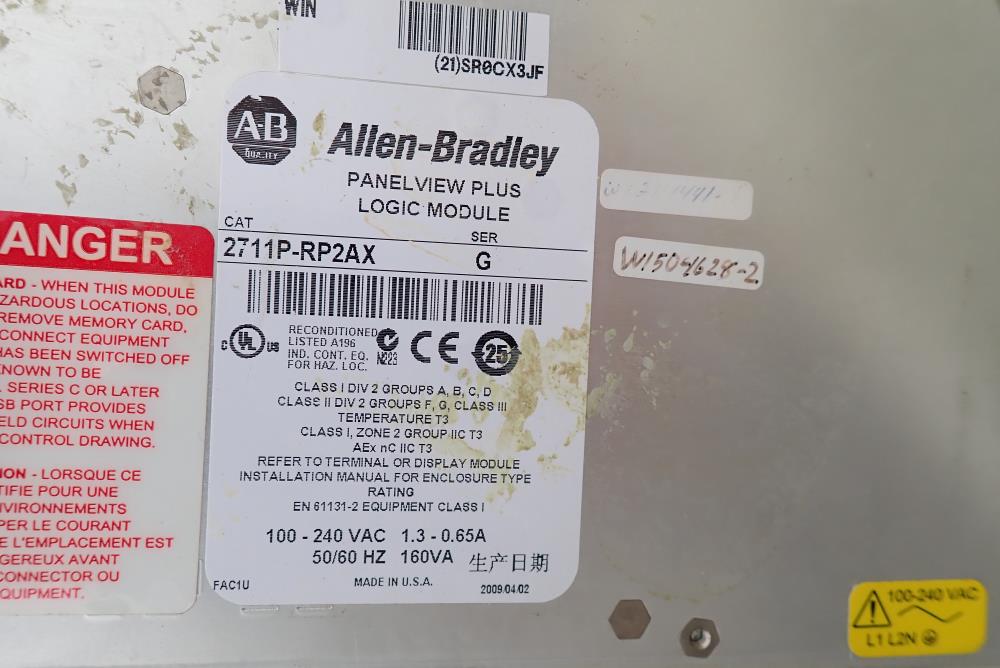 WIN
(21)SR0CX3JF
A-B
QUALITY
Allen-Bradley
PANELVIEW PLUS
LOGIC MODULE
CAT
SER
2711P-RP2AX
G
C UL US
RECONDITIONED
LISTED A196
IND. CONT. EQ.
FOR HAZ. LOC.
N223
CE
25
CLASS I DIV 2 GROUPS A, B, C, D
CLASS II DIV 2 GROUPS F, G, CLASS III
TEMPERATURE T3
CLASS I, ZONE 2 GROUP IIC T3
AEx nC IIC T3
REFER TO TERMINAL OR DISPLAY MODULE
INSTALLATION MANUAL FOR ENCLOSURE TYPE
RATING
EN 61131-2 EQUIPMENT CLASS I
100 - 240 VAC 1.3 - 0.65A
50/60 HZ 160VA 生产日期
FAC1U
MADE IN U.S.A.
2009/04/02
ANGER
ARD - WHEN THIS MODULE
ZARDOUS LOCATIONS, DO
REMOVE MEMORY CARD,
CONNECT EQUIPMENT
HAS BEEN SWITCHED OFF
NOWN TO BE
SERIES C OR LATER
SB PORT PROVIDES
ELD CIRCUITS WHEN
CONTROL DRAWING.
ION - LORSQUE CE
TIFIE POUR UNE
NVIRONNEMENTS
PER LE COURANT
E L'EMPLACEMENT EST
GEREUX AVANT
CONNECTOR OU
QUIPMENT.
W1504628-2
100-240 VAC
L1 L2N